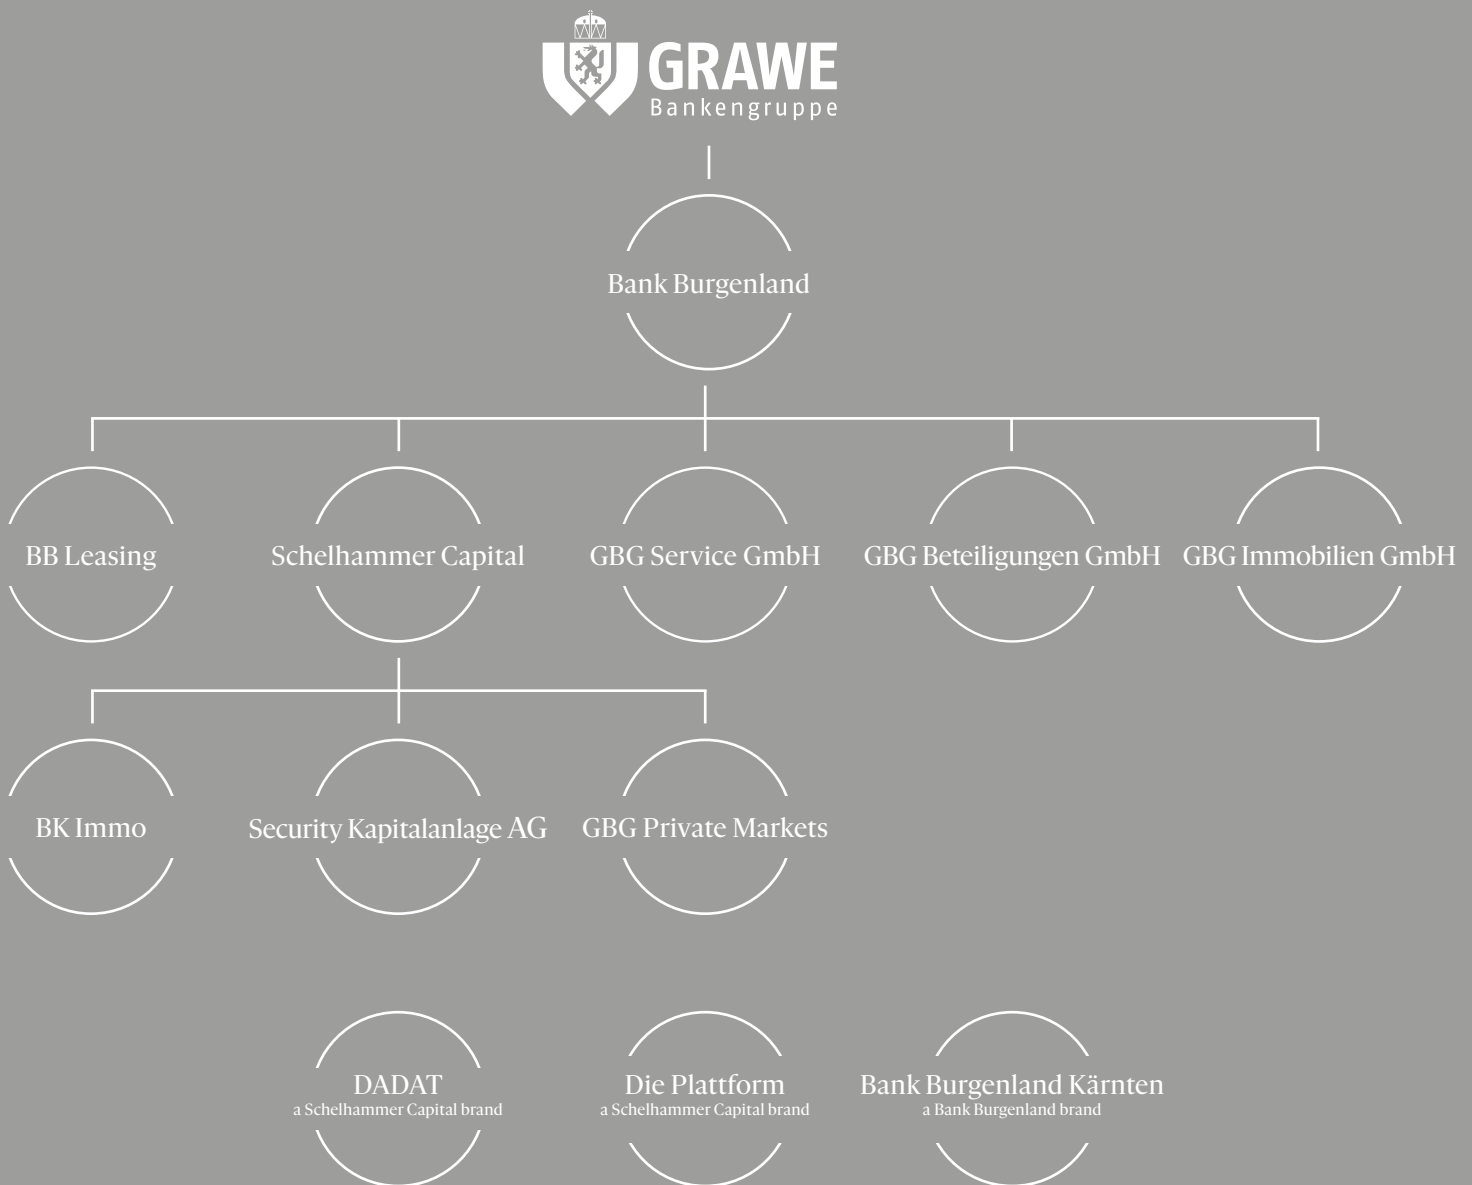 GRAWE
Bankengruppe
Bank Burgenland
BB Leasing
Schelhammer Capital
GBG Service GmbH
GBG Beteiligungen GmbH
GBG Immobilien GmbH
BK Immo
Security Kapitalanlage AG
GBG Private Markets
DADAT
a Schelhammer Capital brand
Die Plattform
a Schelhammer Capital brand
Bank Burgenland Kärnten
a Bank Burgenland brand